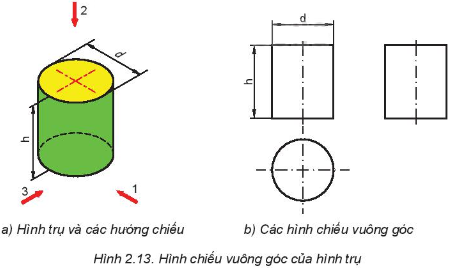 2
d
h
3
1
d
h
a) Hình trụ và các hướng chiếu
b) Các hình chiếu vuông góc
Hình 2.13. Hình chiếu vuông góc của hình trụ